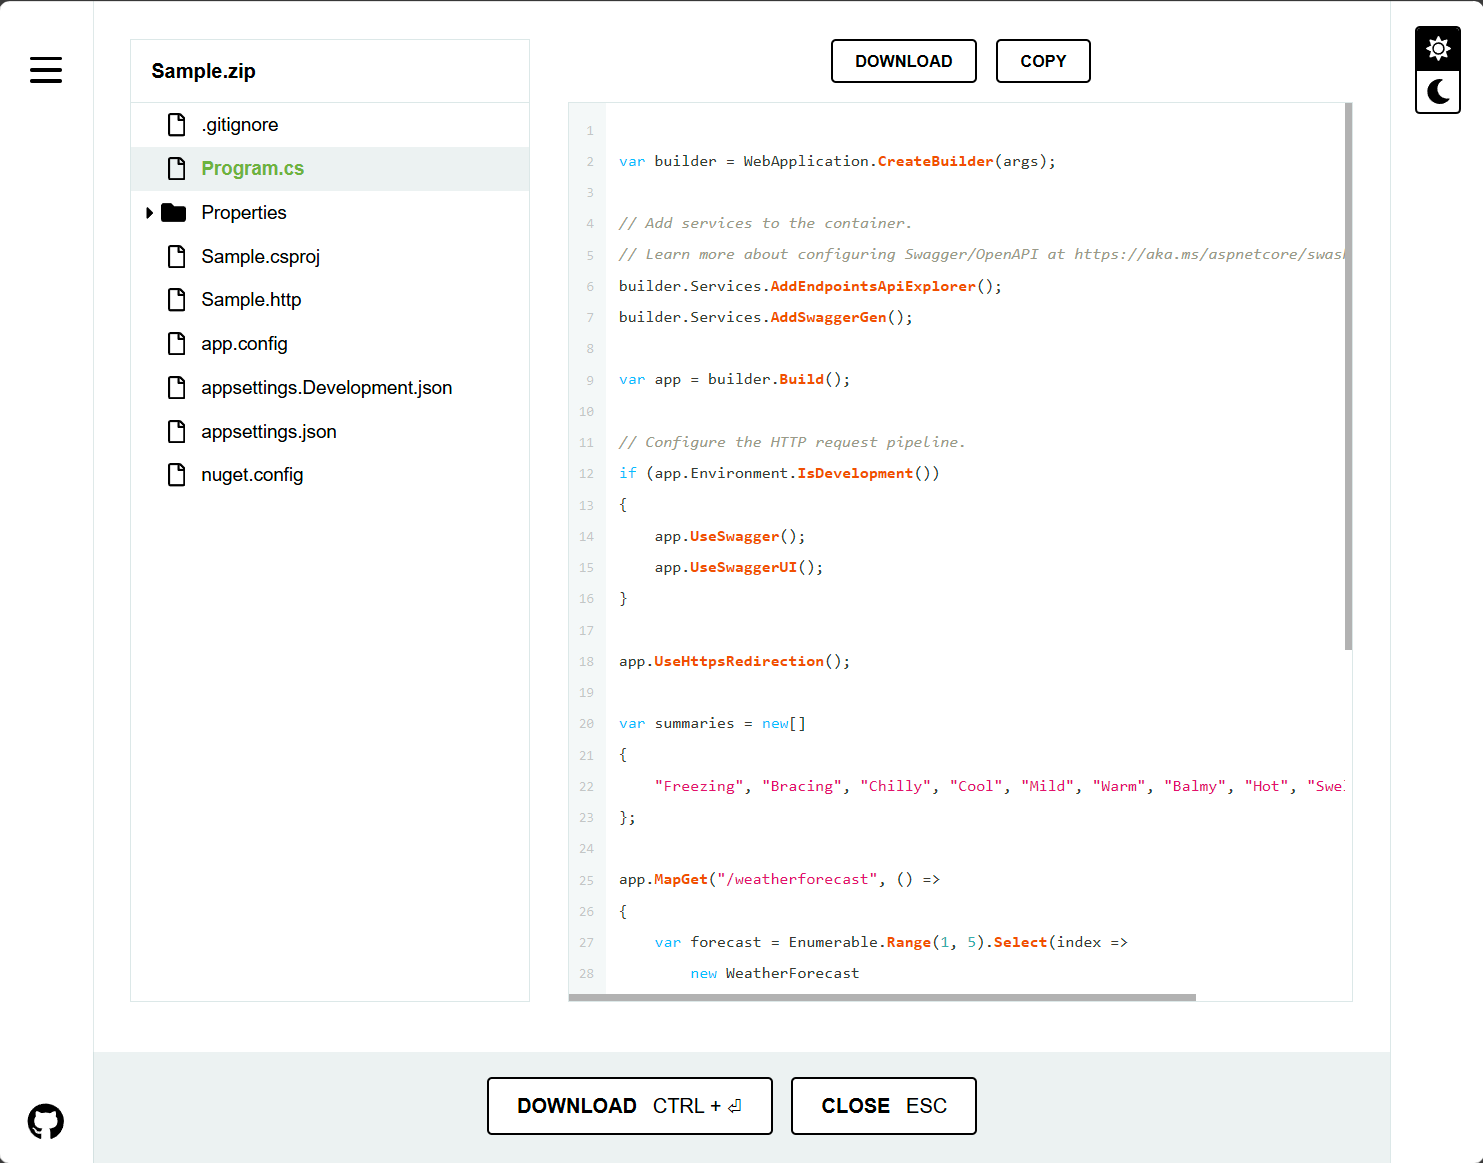 Sample.zip
.gitignore
Program.cs
Properties
Sample.csproj
Sample.http
app.config
appsettings.Development.json
appsettings.json
nuget.config
DOWNLOAD COPY
1
2 var builder = WebApplication.CreateBuilder(args);
3
4 // Add services to the container.
5 // Learn more about configuring Swagger/OpenAPI at https://aka.ms/aspnetcore/swash
6 builder.Services.AddEndpointsApiExplorer();
7 builder.Services.AddSwaggerGen();
8
9 var app = builder.Build();
10
11 // Configure the HTTP request pipeline.
12 if (app.Environment.IsDevelopment())
13 {
14     app.UseSwagger();
15     app.UseSwaggerUI();
16 }
17
18 app.UseHttpsRedirection();
19
20 var summaries = new[]
21 {
22     "Freezing", "Bracing", "Chilly", "Cool", "Mild", "Warm", "Balmy", "Hot", "Swe
23 };
24
25 app.MapGet("/weatherforecast", () =>
26 {
27     var forecast = Enumerable.Range(1, 5).Select(index =>
28         new WeatherForecast
DOWNLOAD CTRL + ⏎ CLOSE ESC